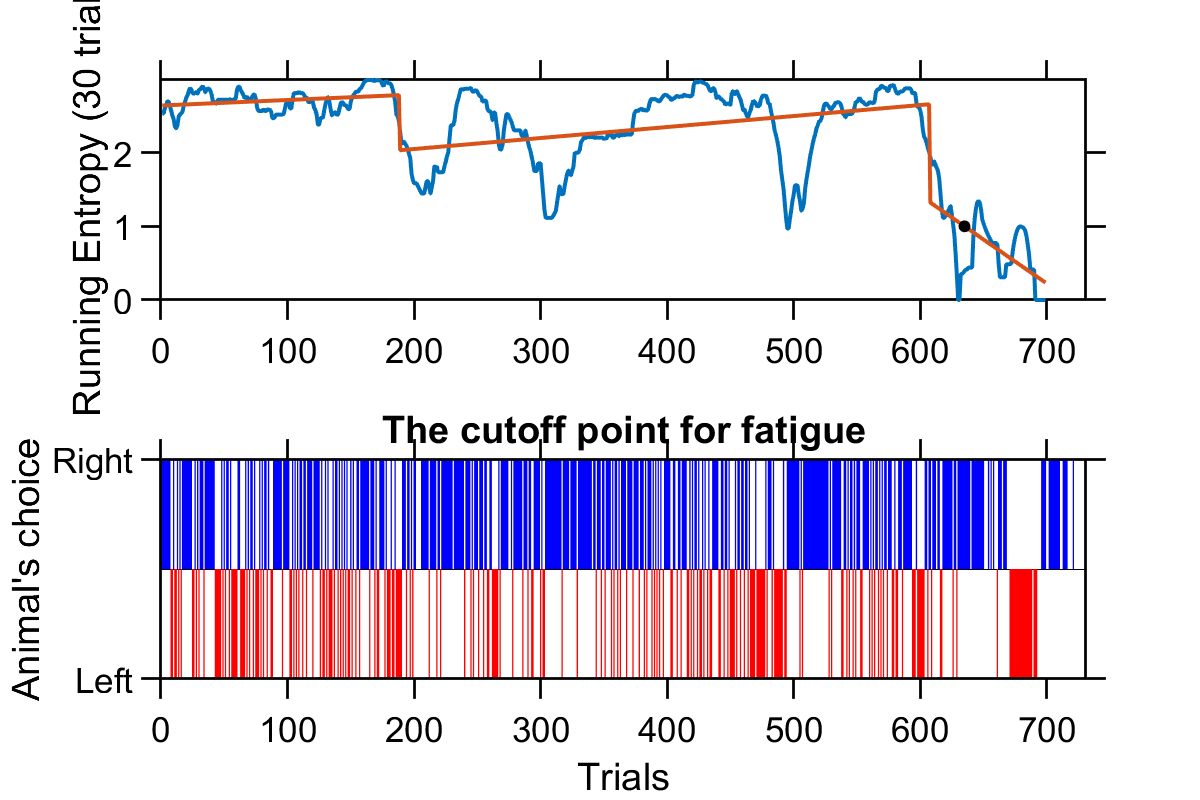 Running Entropy (30 trial
2
1
0
0 100 200 300 400 500 600 700
The cutoff point for fatigue
Animal's choice
Right
Left
0 100 200 300 400 500 600 700
Trials